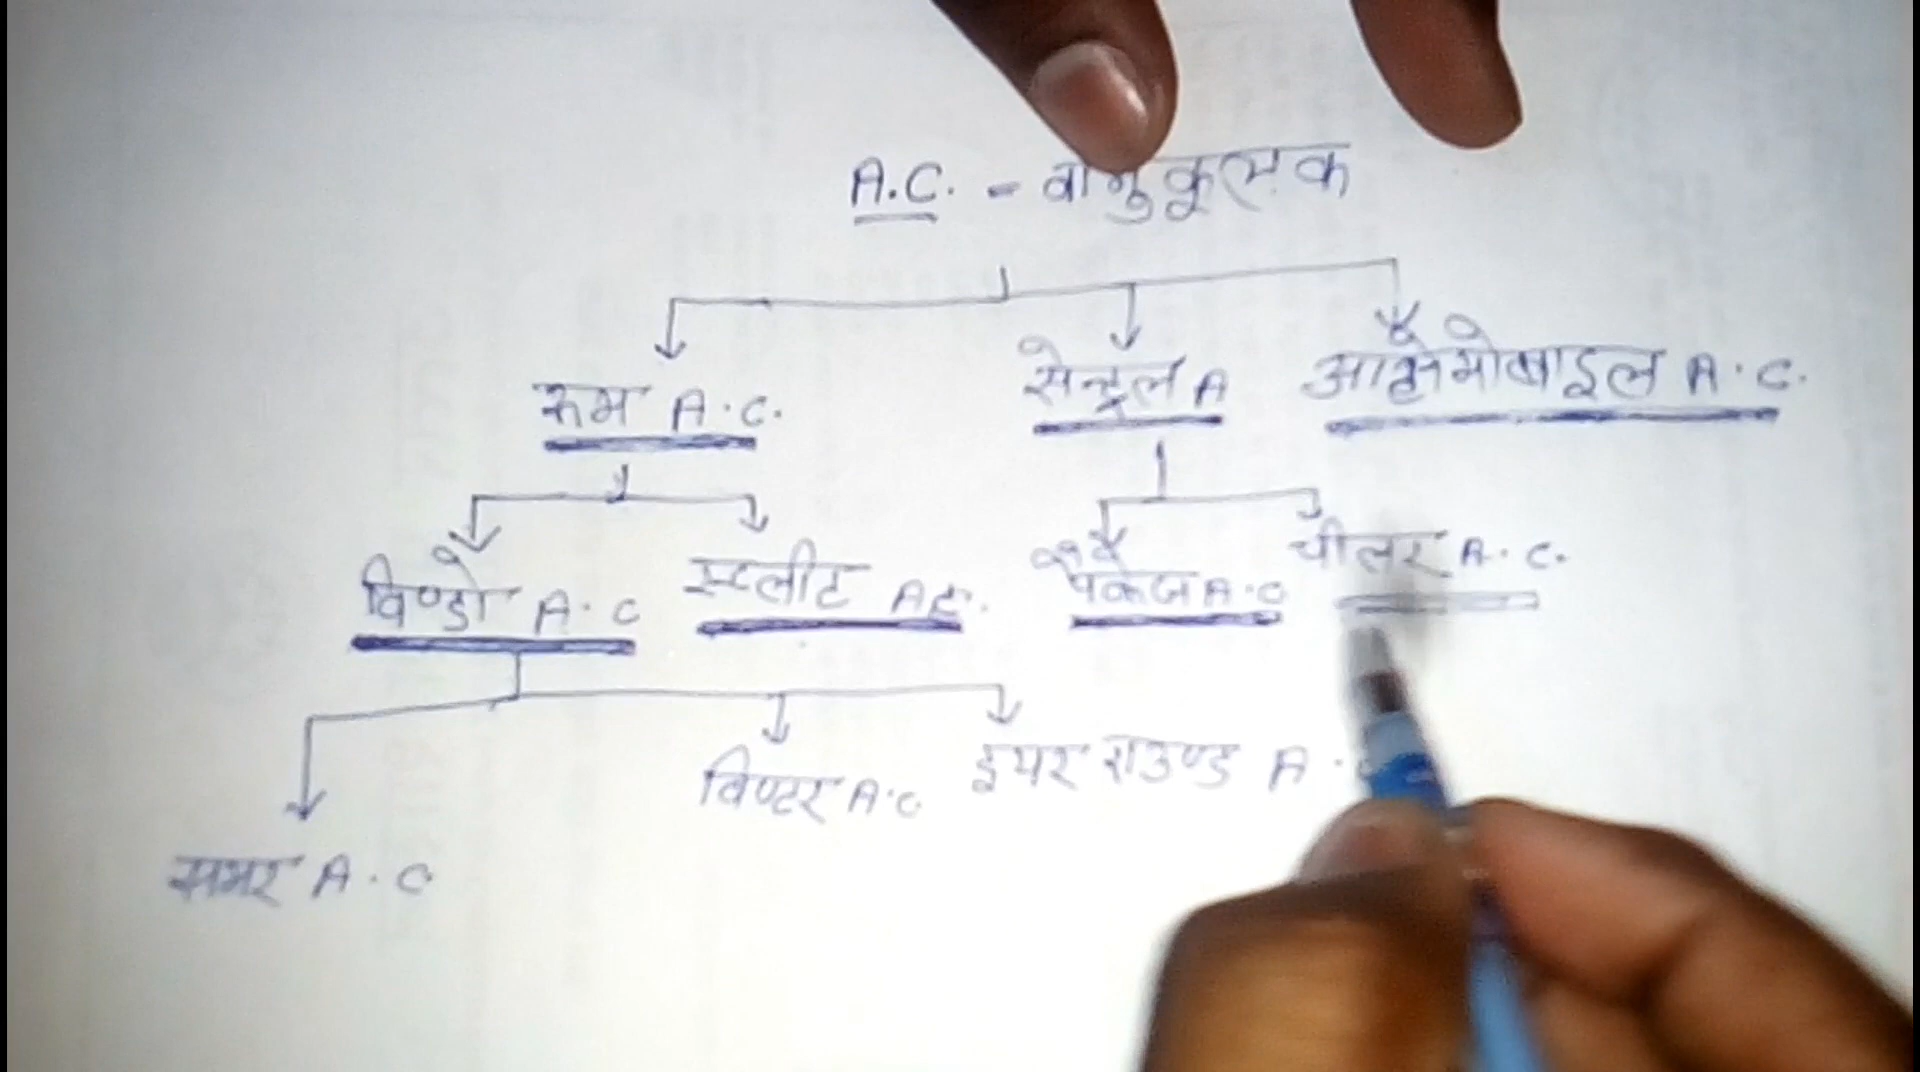 A.C. - वानुकूलक
रूम A.C.
सेन्ट्रल A
आटोमोबाइल A.C.
विण्डो A.C
स्प्लीट A.C.
पैकेज A.C
चीलर A.C.
समर A.C
विण्टर A.C
इयर राउण्ड A.